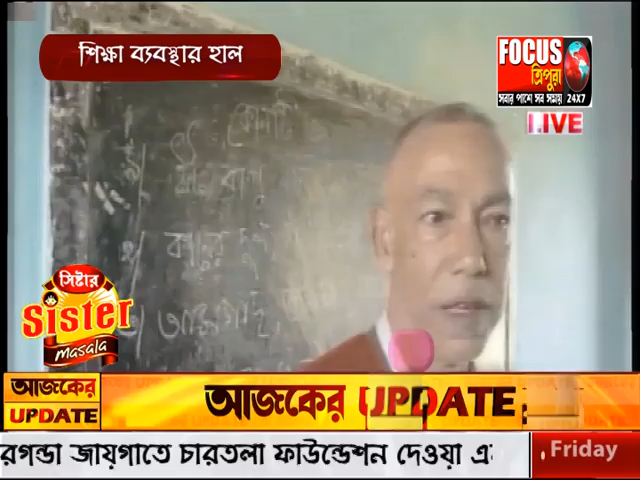 শিক্ষা ব্যবস্থার হাল
FOCUS
ত্রিপুরা
সবার পাশে সব সময় 24X7
LIVE
সিষ্টার
Sister
masala
আজকের
UPDATE
আজকের UPDATE
রগন্ডা জায়গাতে চারতলা ফাউন্ডেশন দেওয়া এ
Friday